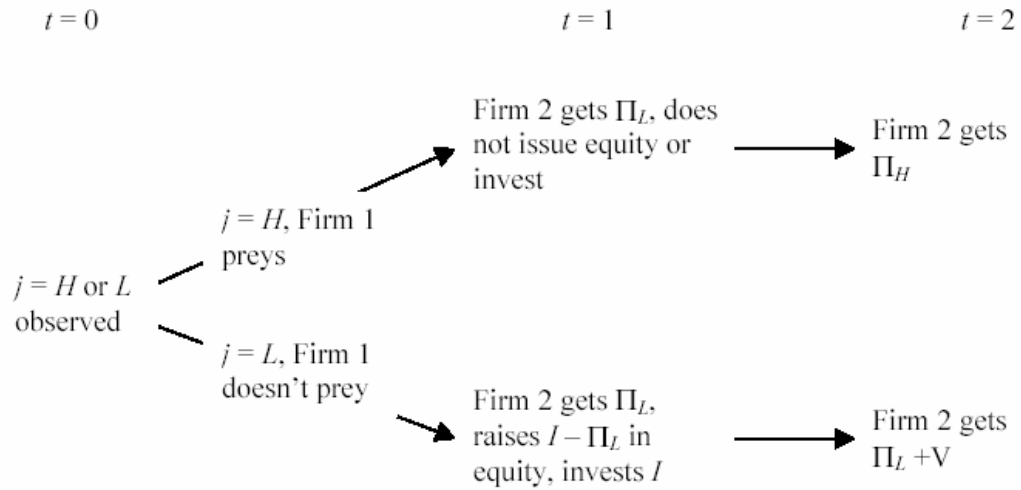 t = 0
t = 1
t = 2
Firm 2 gets Π_L, does
not issue equity or
invest
Firm 2 gets
Π_H
j = H, Firm 1
preys
j = H or L
observed
j = L, Firm 1
doesn't prey
Firm 2 gets Π_L,
raises I – Π_L in
equity, invests I
Firm 2 gets
Π_L +V